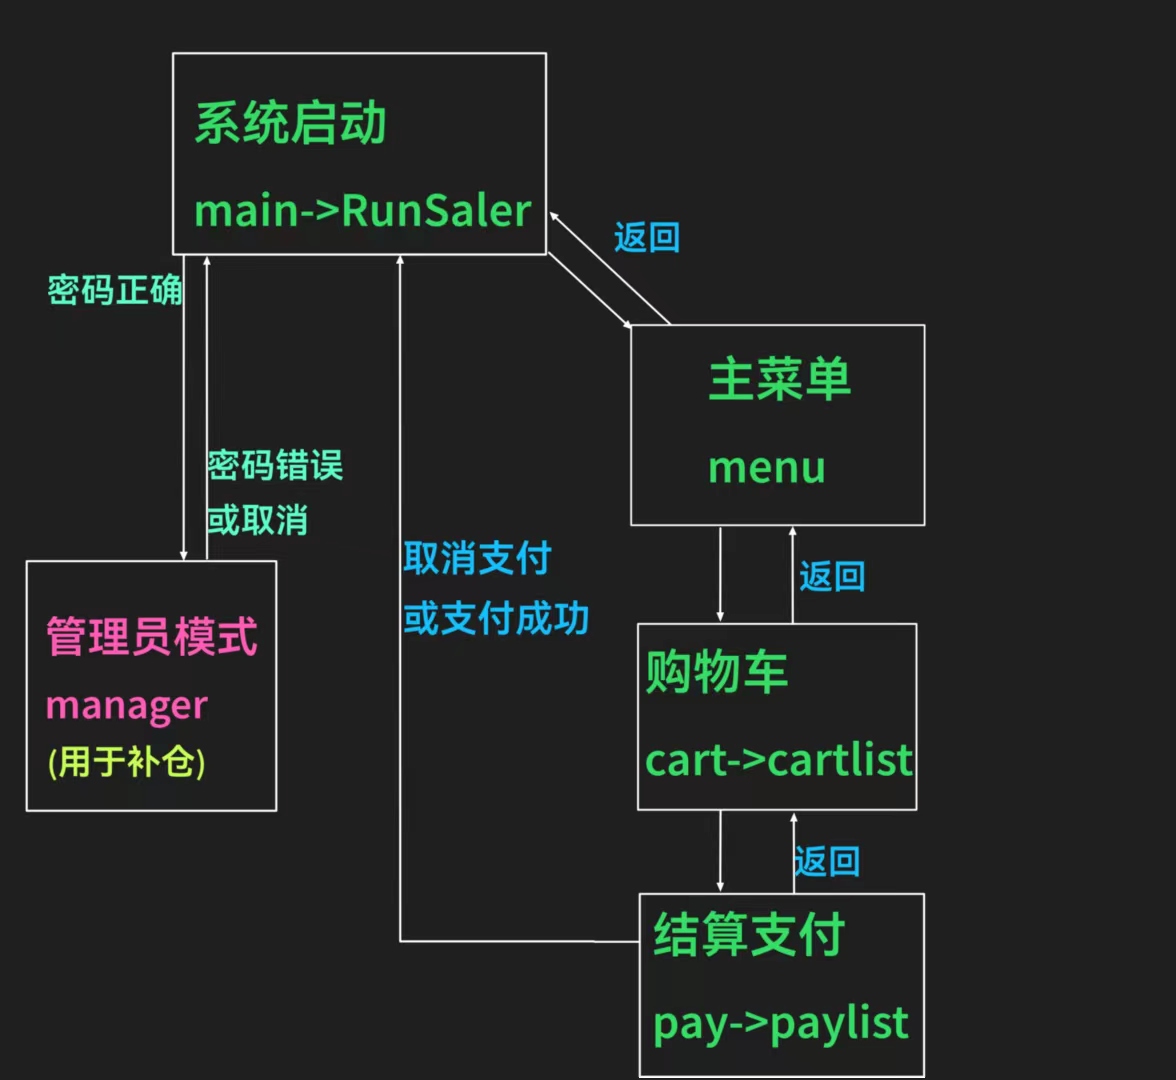 系统启动
main->RunSaler
返回
密码正确
主菜单
menu
密码错误
或取消
取消支付
或支付成功
返回
管理员模式
manager
(用于补仓)
购物车
cart->cartlist
返回
结算支付
pay->paylist